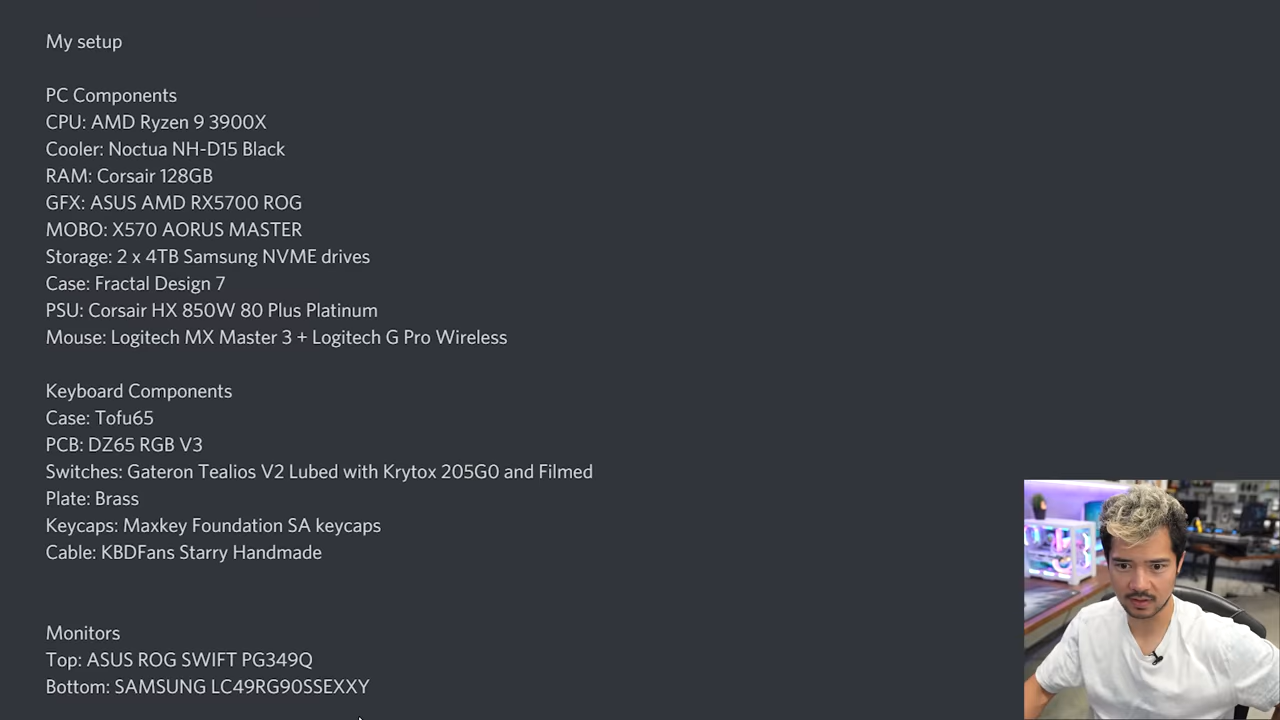 My setup
PC Components
CPU: AMD Ryzen 9 3900X
Cooler: Noctua NH-D15 Black
RAM: Corsair 128GB
GFX: ASUS AMD RX5700 ROG
MOBO: X570 AORUS MASTER
Storage: 2 x 4TB Samsung NVME drives
Case: Fractal Design 7
PSU: Corsair HX 850W 80 Plus Platinum
Mouse: Logitech MX Master 3 + Logitech G Pro Wireless
Keyboard Components
Case: Tofu65
PCB: DZ65 RGB V3
Switches: Gateron Tealios V2 Lubed with Krytox 205G0 and Filmed
Plate: Brass
Keycaps: Maxkey Foundation SA keycaps
Cable: KBDFans Starry Handmade
Monitors
Top: ASUS ROG SWIFT PG349Q
Bottom: SAMSUNG LC49RG90SSEXXY